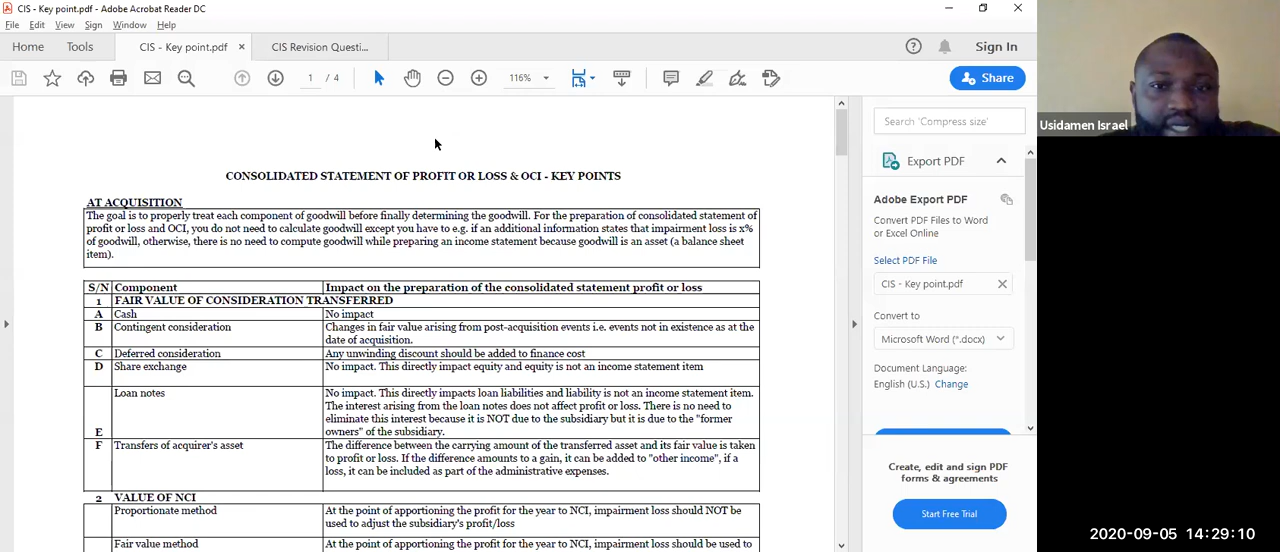 CIS - Key point.pdf - Adobe Acrobat Reader DC
File Edit View Sign Window Help
Home Tools CIS - Key point.pdf × CIS Revision Questi... Sign In
1 / 4 116% Share
CONSOLIDATED STATEMENT OF PROFIT OR LOSS & OCI - KEY POINTS
AT ACQUISITION
The goal is to properly treat each component of goodwill before finally determining the goodwill. For the preparation of consolidated statement of
profit or loss and OCI, you do not need to calculate goodwill except you have to e.g. if an additional information states that impairment loss is x%
of goodwill, otherwise, there is no need to compute goodwill while preparing an income statement because goodwill is an asset (a balance sheet
item).
S/N Component Impact on the preparation of the consolidated statement profit or loss
1 FAIR VALUE OF CONSIDERATION TRANSFERRED
A Cash No impact
B Contingent consideration Changes in fair value arising from post-acquisition events i.e. events not in existence as at the
date of acquisition.
C Deferred consideration Any unwinding discount should be added to finance cost
D Share exchange No impact. This directly impact equity and equity is not an income statement item
Loan notes No impact. This directly impacts loan liabilities and liability is not an income statement item.
The interest arising from the loan notes does not affect profit or loss. There is no need to
eliminate this interest because it is NOT due to the subsidiary but it is due to the "former
E owners" of the subsidiary.
F Transfers of acquirer's asset The difference between the carrying amount of the transferred asset and its fair value is taken
to profit or loss. If the difference amounts to a gain, it can be added to "other income", if a
loss, it can be included as part of the administrative expenses.
2 VALUE OF NCI
Proportionate method At the point of apportioning the profit for the year to NCI, impairment loss should NOT be
used to adjust the subsidiary's profit/loss
Fair value method At the point of apportioning the profit for the year to NCI, impairment loss should be used to
Search 'Compress size'
Export PDF
Adobe Export PDF
Convert PDF Files to Word
or Excel Online
Select PDF File
CIS - Key point.pdf
Convert to
Microsoft Word (*.docx)
Document Language:
English (U.S.) Change
Create, edit and sign PDF
forms & agreements
Start Free Trial
Usidamen Israel
2020-09-05 14:29:10